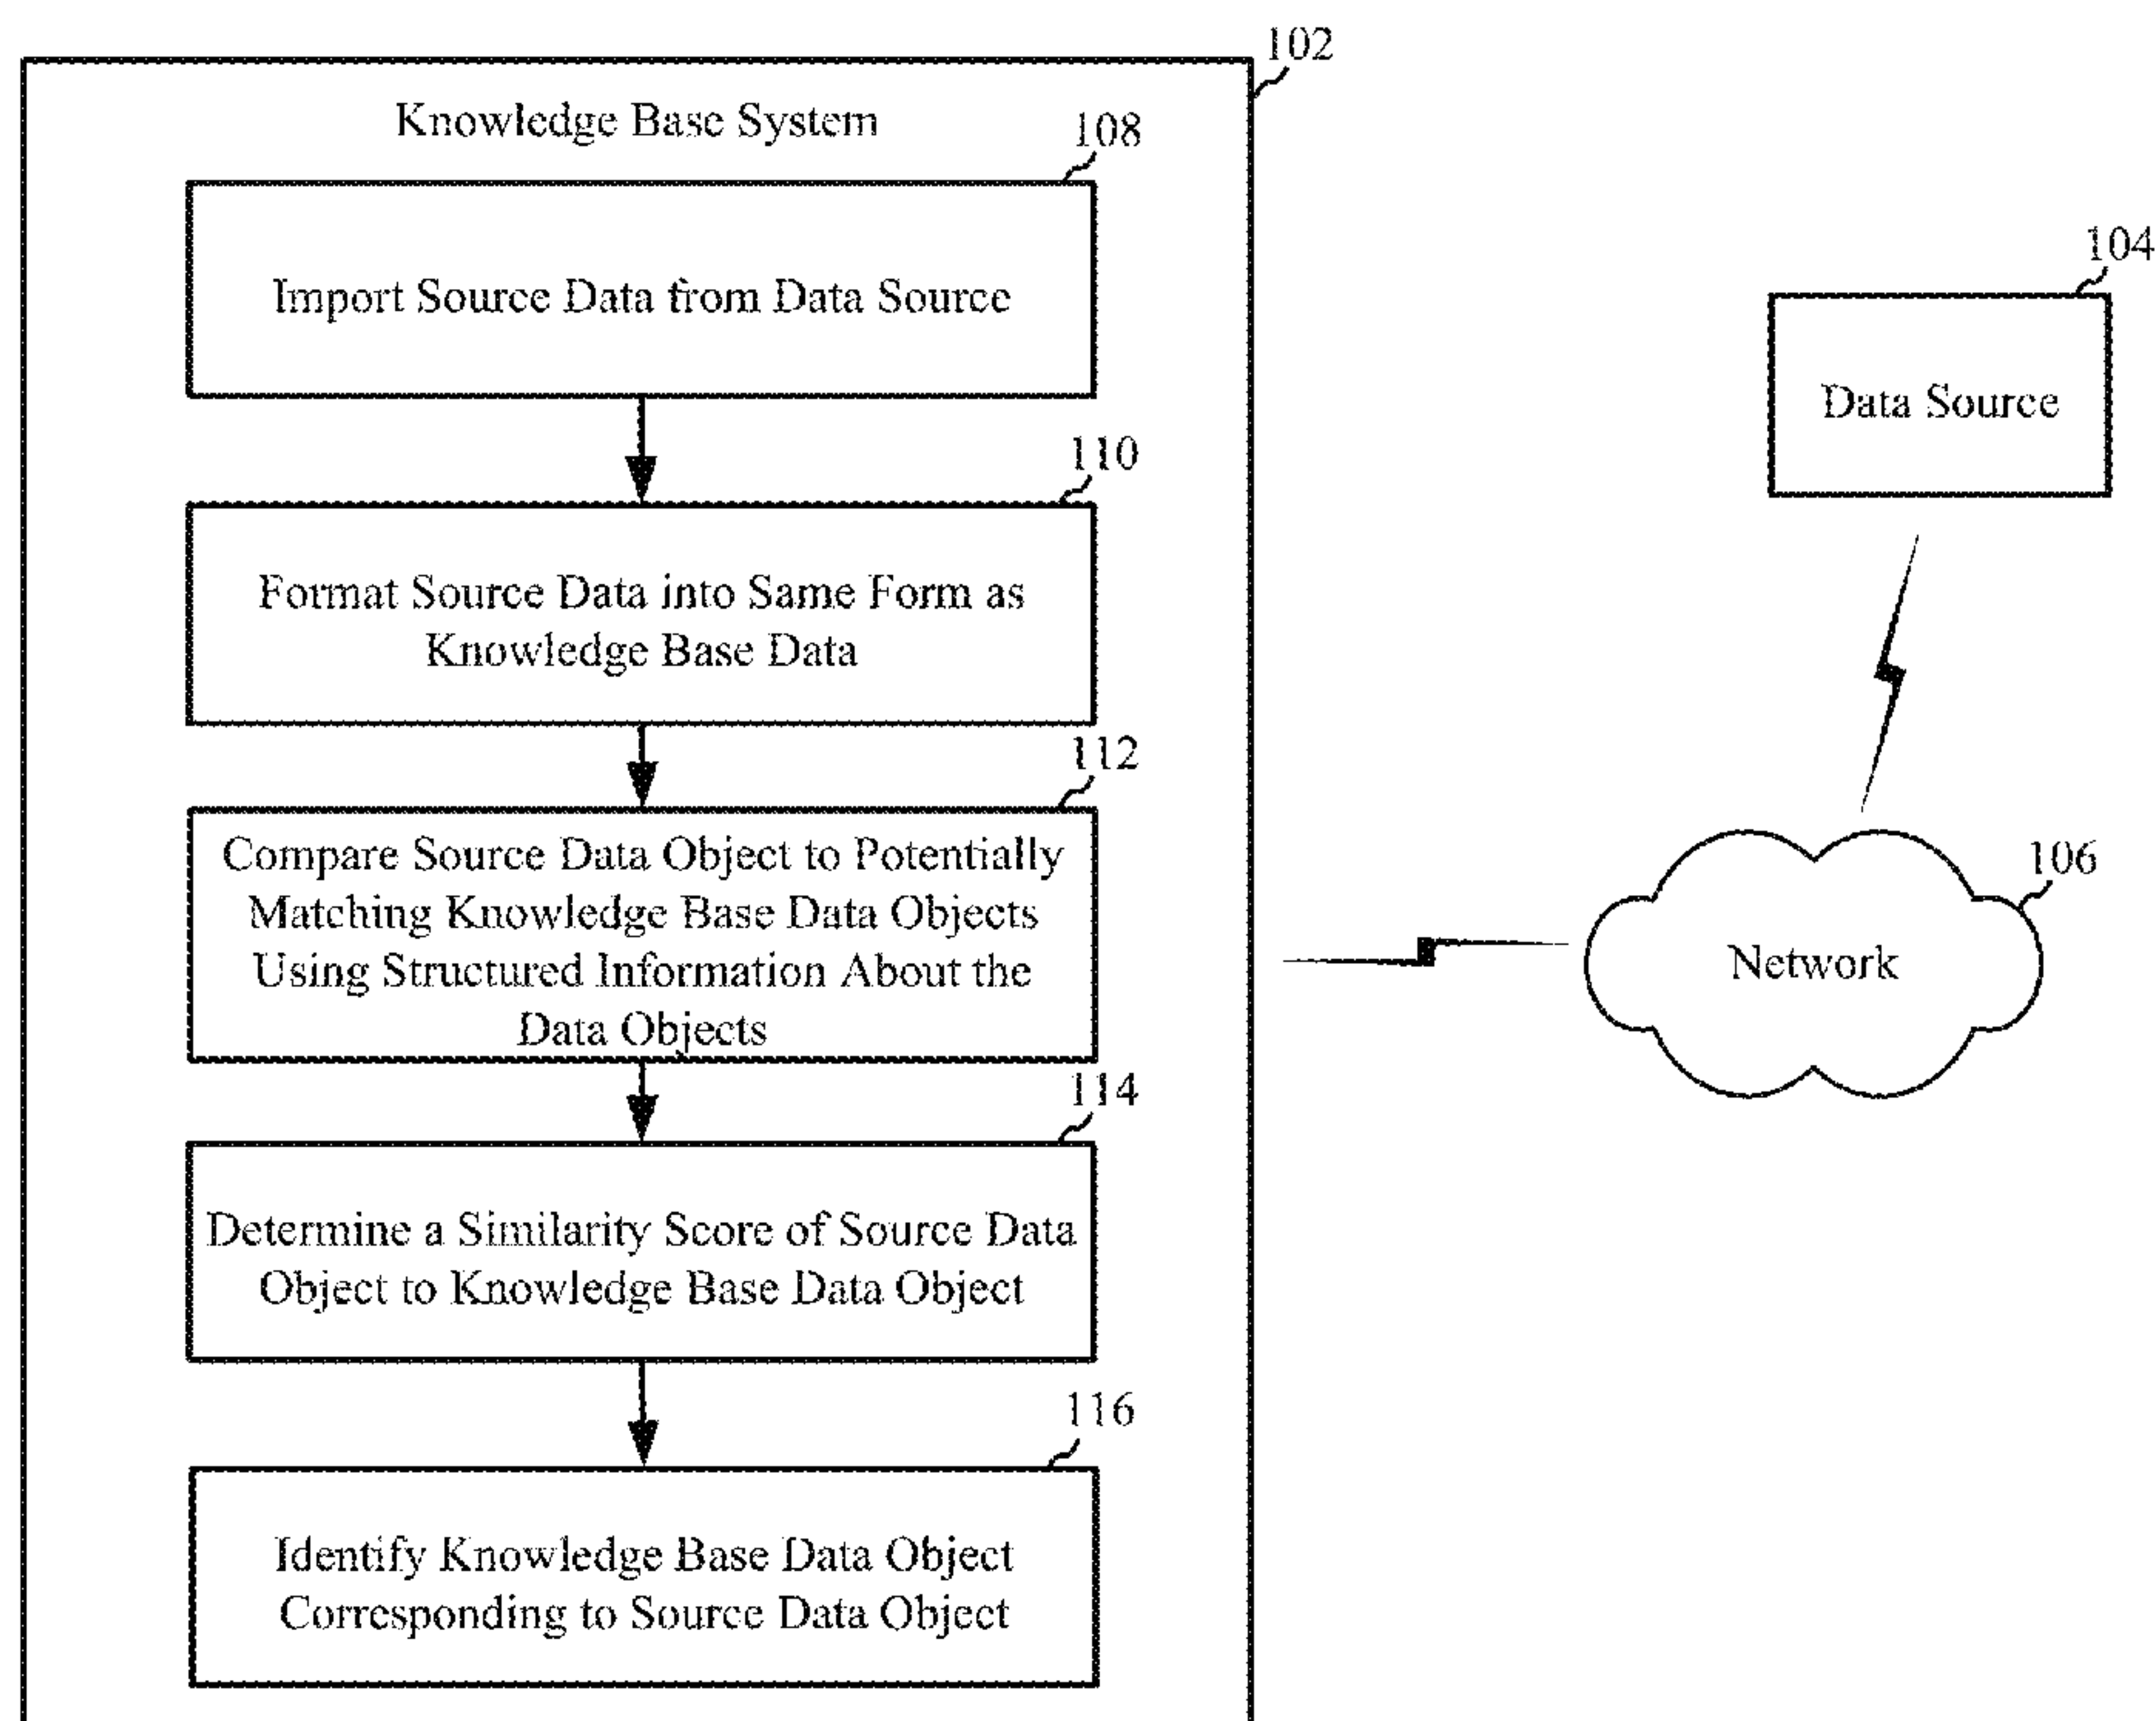 102
Knowledge Base System
108
Import Source Data from Data Source
110
Format Source Data into Same Form as
Knowledge Base Data
112
Compare Source Data Object to Potentially
Matching Knowledge Base Data Objects
Using Structured Information About the
Data Objects
114
Determine a Similarity Score of Source Data
Object to Knowledge Base Data Object
116
Identify Knowledge Base Data Object
Corresponding to Source Data Object
104
Data Source
106
Network